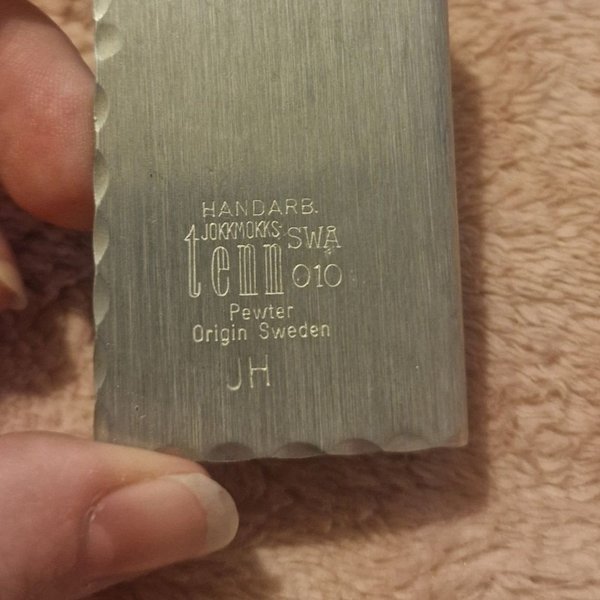 HANDARB.
JOKKMOKKS
tenn SWÅ
010
Pewter
Origin Sweden
JH